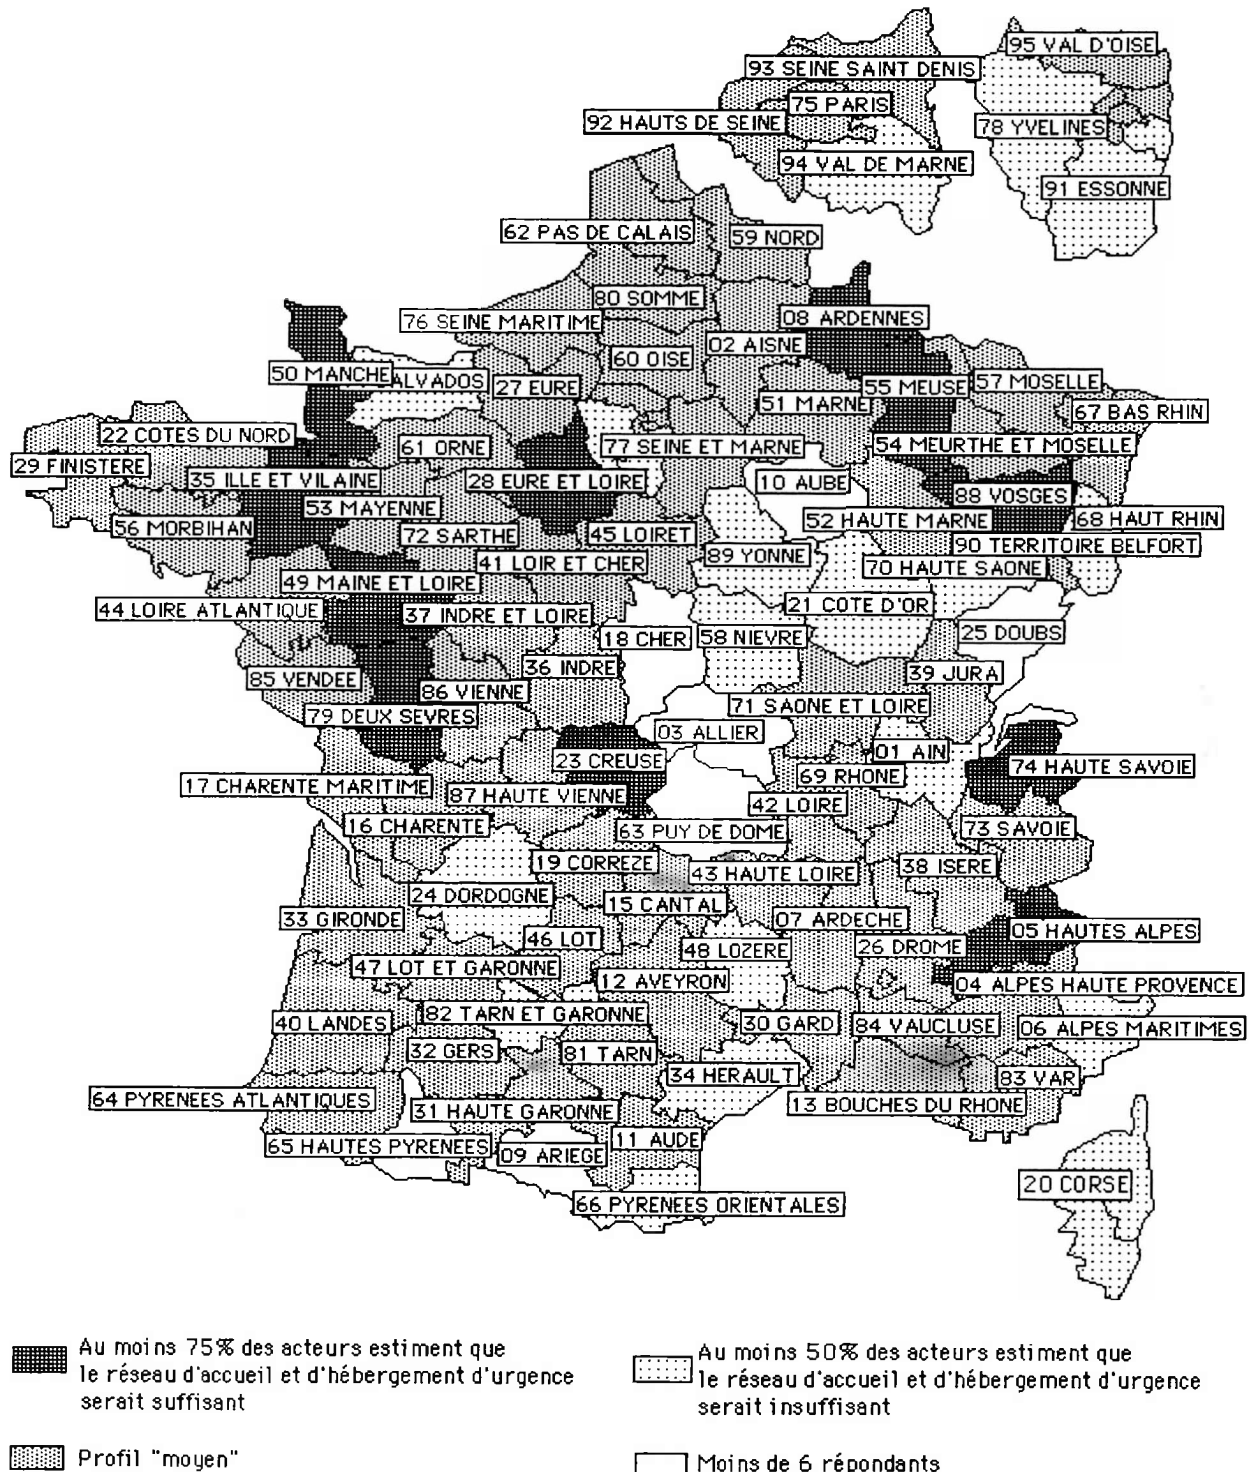 95 VAL D'OISE
93 SEINE SAINT DENIS
75 PARIS
92 HAUTS DE SEINE
78 YVELINES
94 VAL DE MARNE
91 ESSONNE
62 PAS DE CALAIS
59 NORD
80 SOMME
76 SEINE MARITIME
08 ARDENNES
02 AISNE
60 OISE
50 MANCHE
ALVADOS
27 EURE
55 MEUSE
57 MOSELLE
51 MARNE
67 BAS RHIN
22 COTES DU NORD
61 ORNE
77 SEINE ET MARNE
54 MEURTHE ET MOSELLE
29 FINISTERE
35 ILLE ET VILAINE
28 EURE ET LOIRE
10 AUBE
88 VOSGES
53 MAYENNE
56 MORBIHAN
72 SARTHE
45 LOIRET
52 HAUTE MARNE
68 HAUT RHIN
89 YONNE
90 TERRITOIRE BELFORT
41 LOIR ET CHER
70 HAUTE SAONE
49 MAINE ET LOIRE
44 LOIRE ATLANTIQUE
37 INDRE ET LOIRE
21 COTE D'OR
18 CHER
58 NIEVRE
25 DOUBS
36 INDRE
39 JURA
85 VENDEE
86 VIENNE
71 SAONE ET LOIRE
79 DEUX SEVRES
03 ALLIER
01 AIN
23 CREUSE
74 HAUTE SAVOIE
69 RHONE
17 CHARENTE MARITIME
87 HAUTE VIENNE
42 LOIRE
16 CHARENTE
63 PUY DE DOME
73 SAVOIE
19 CORREZE
43 HAUTE LOIRE
38 ISERE
24 DORDOGNE
15 CANTAL
33 GIRONDE
07 ARDECHE
05 HAUTES ALPES
46 LOT
48 LOZERE
26 DROME
47 LOT ET GARONNE
12 AVEYRON
04 ALPES HAUTE PROVENCE
82 TARN ET GARONNE
40 LANDES
30 GARD
84 VAUCLUSE
06 ALPES MARITIMES
32 GERS
81 TARN
34 HERAULT
83 VAR
64 PYRENEES ATLANTIQUES
31 HAUTE GARONNE
13 BOUCHES DU RHONE
65 HAUTES PYRENEES
09 ARIEGE
11 AUDE
20 CORSE
66 PYRENEES ORIENTALES
Au moins 75% des acteurs estiment que
le réseau d'accueil et d'hébergement d'urgence
serait suffisant
Au moins 50% des acteurs estiment que
le réseau d'accueil et d'hébergement d'urgence
serait insuffisant
Profil "moyen"
Moins de 6 répondants